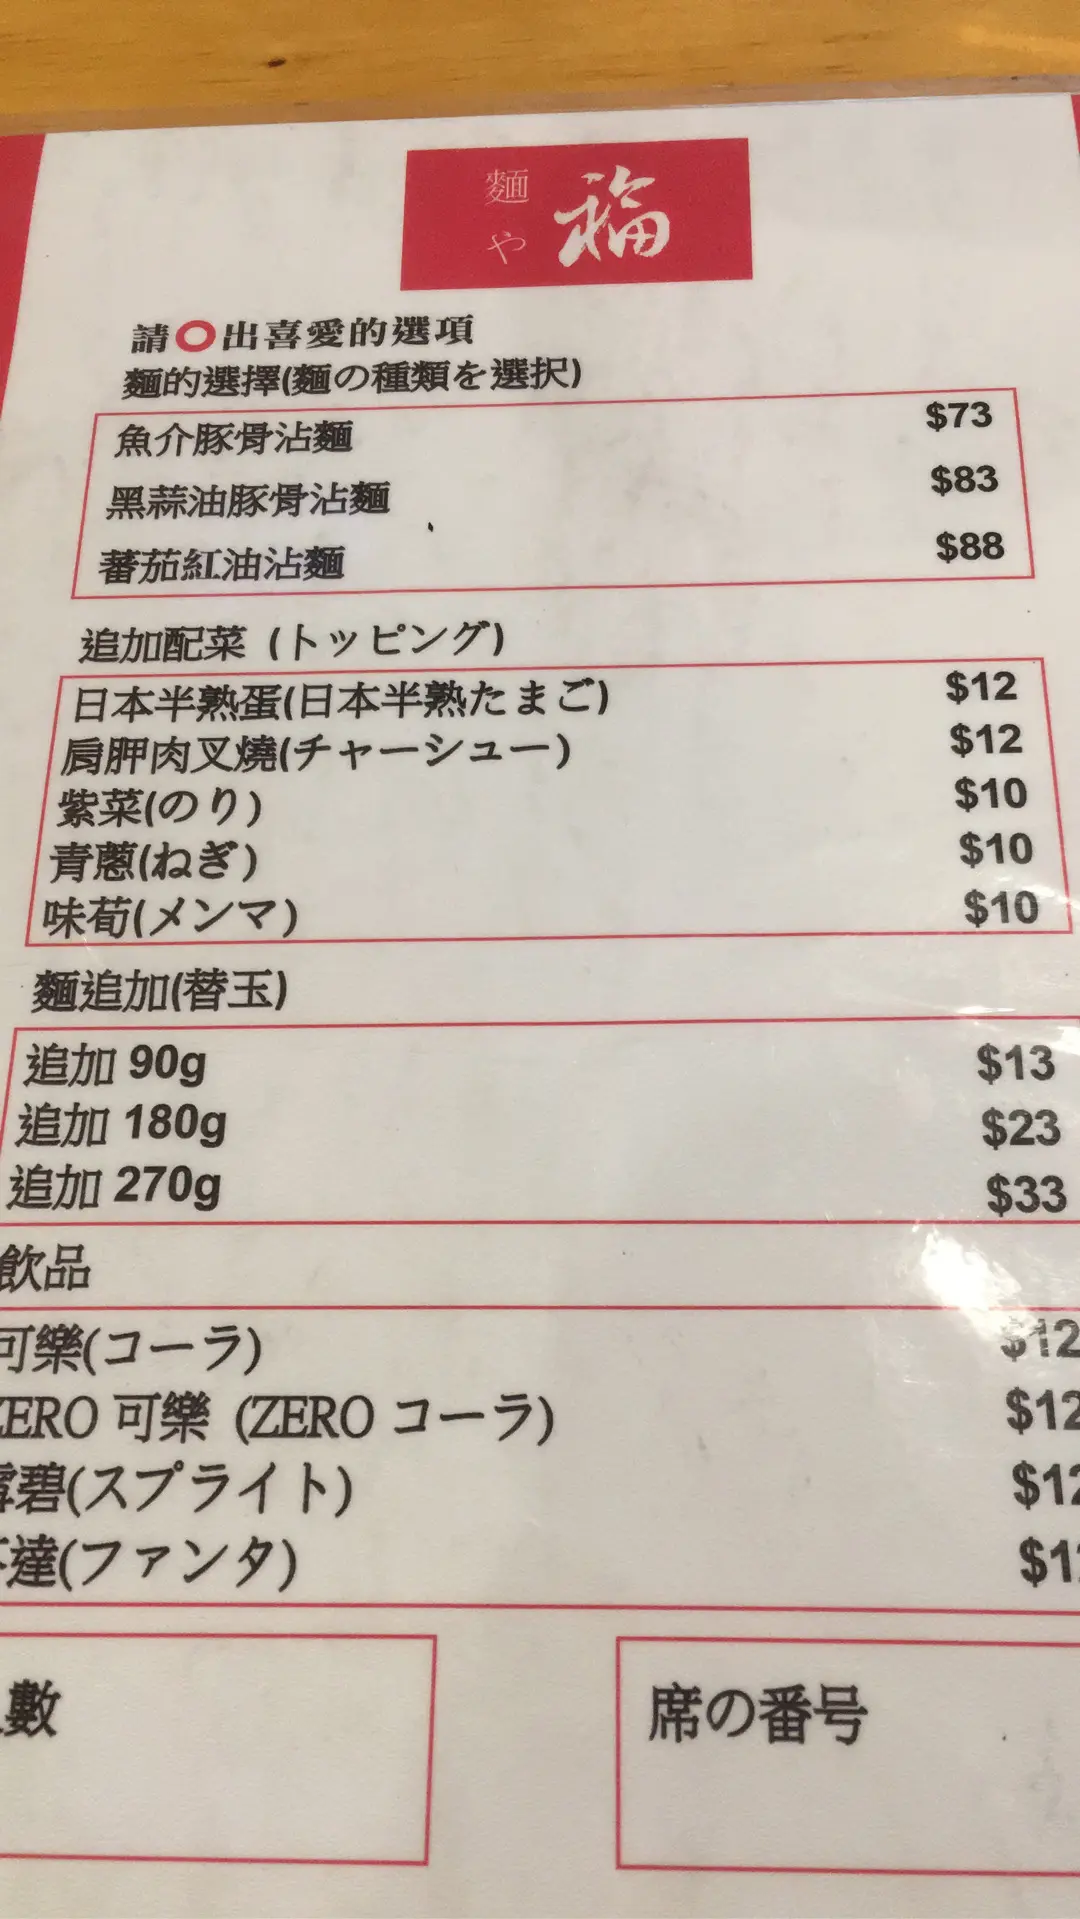 麵や 福
請○出喜愛的選項
麵的選擇(麵の種類を選択)
魚介豚骨沾麵 $73
黑蒜油豚骨沾麵 $83
蕃茄紅油沾麵 $88
追加配菜 (トッピング)
日本半熟蛋(日本半熟たまご) $12
肩胛肉叉燒(チャーシュー) $12
紫菜(のり) $10
青蔥(ねぎ) $10
味荀(メンマ) $10
麵追加(替玉)
追加 90g $13
追加 180g $23
追加 270g $33
飲品
可樂(コーラ) $12
ZERO 可樂 (ZERO コーラ) $12
碧(スプライト) $12
達(ファンタ)
數
席の番号